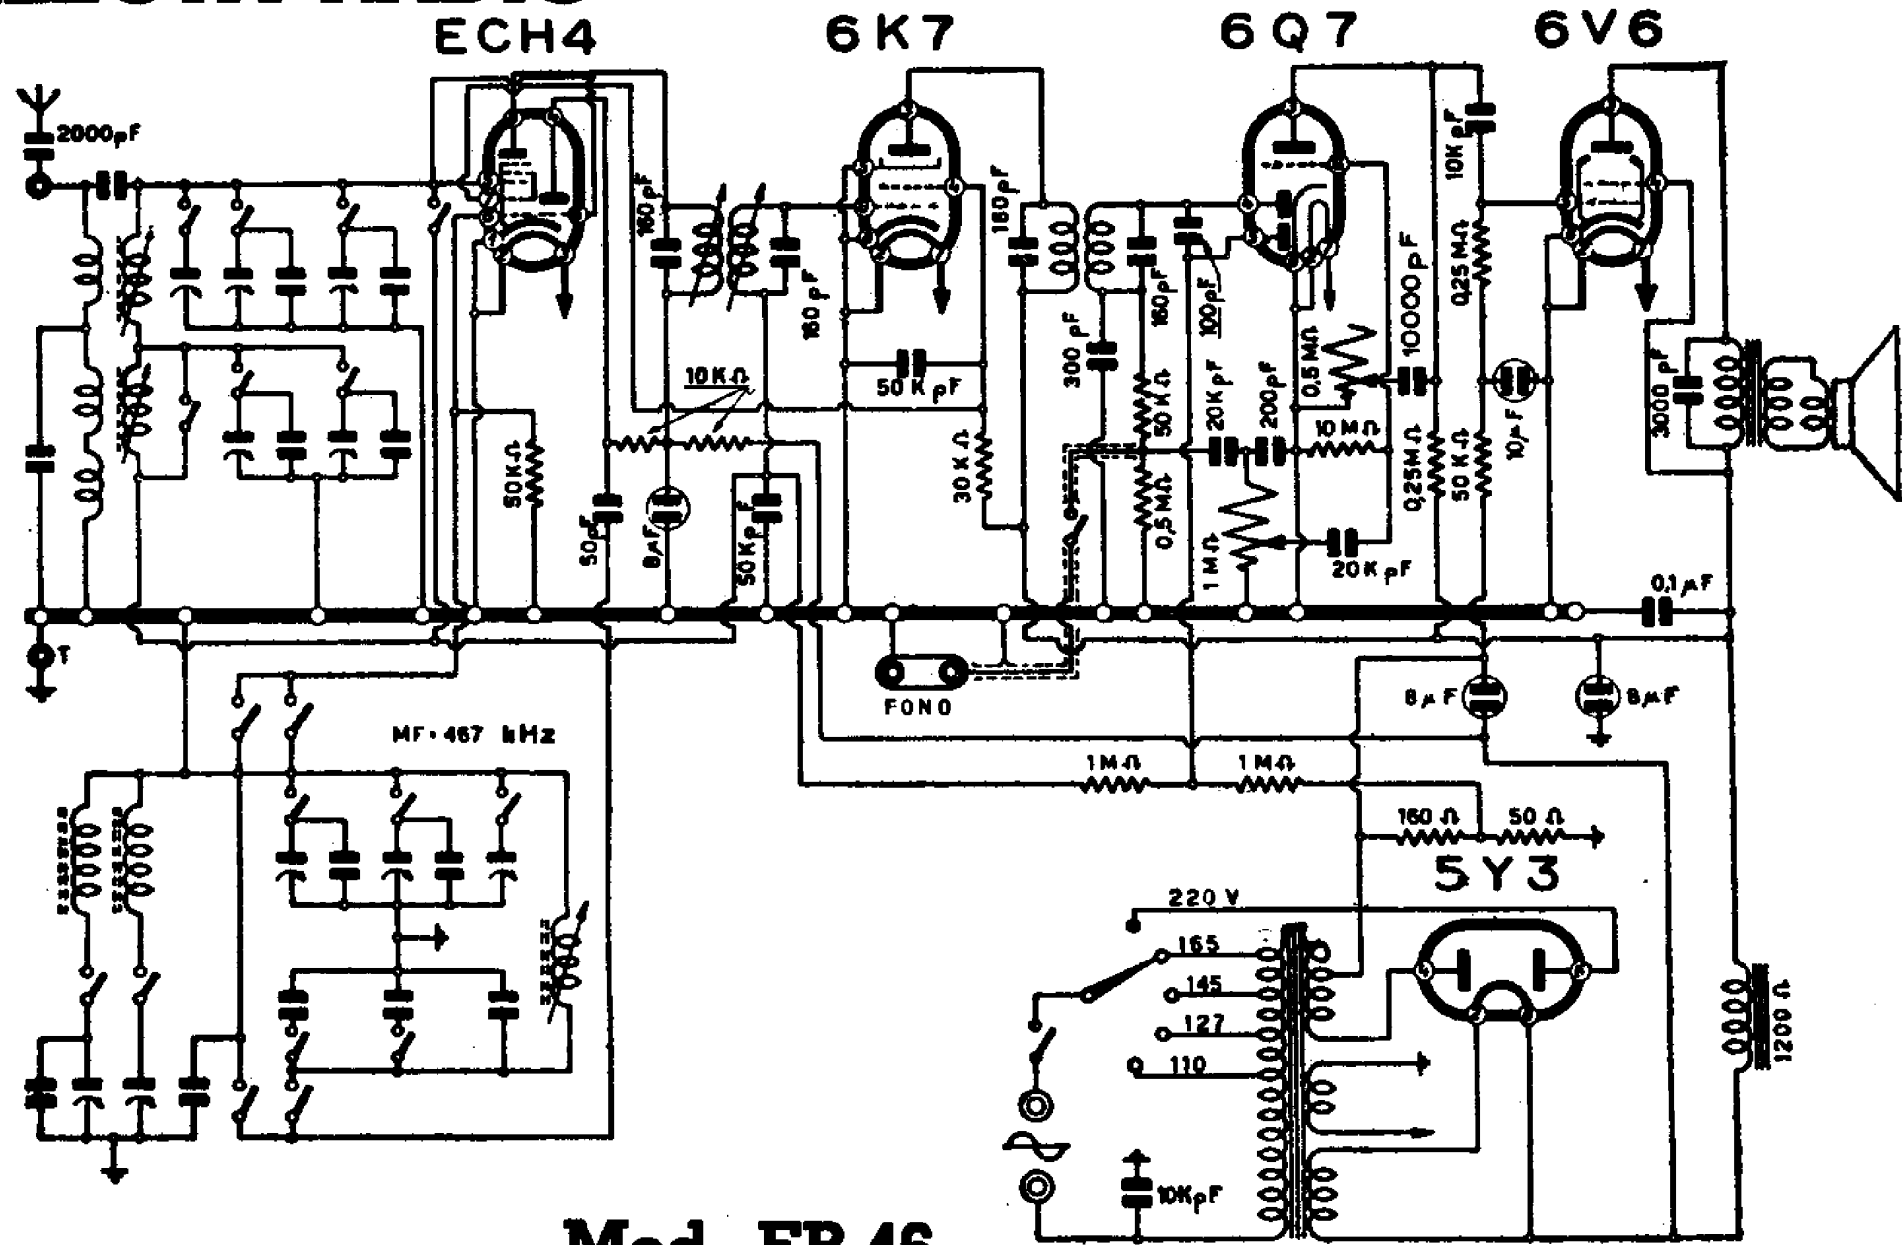 ECH4 6K7 6Q7 6V6
2000pF
160pF
160pF
160pF
160pF
100pF
10KpF
0,25MΩ
10000pF
300pF
0,5MΩ
3000pF
10KΩ
50KpF
50KΩ
20KpF
200pF
10MΩ
10µF
50KΩ
50pF
8µF
50KpF
30KΩ
0,5MΩ
1MΩ
20KpF
0,25MΩ
50KΩ
0,1µF
T
FONO
8µF
8µF
MF·467 kHz
1MΩ 1MΩ
160Ω 50Ω
5Y3
220 V
165
145
127
110
1200Ω
10KpF